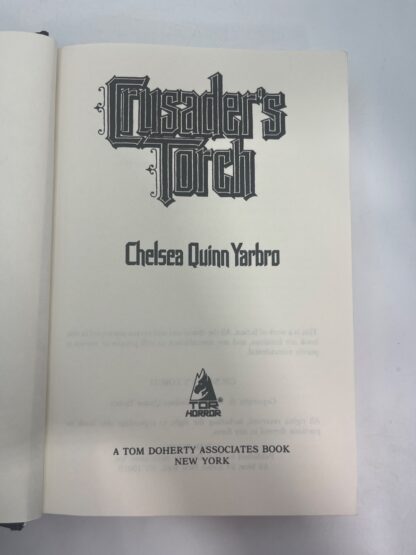 Crusader's
Torch
Chelsea Quinn Yarbro
TOR
HORROR
A TOM DOHERTY ASSOCIATES BOOK
NEW YORK